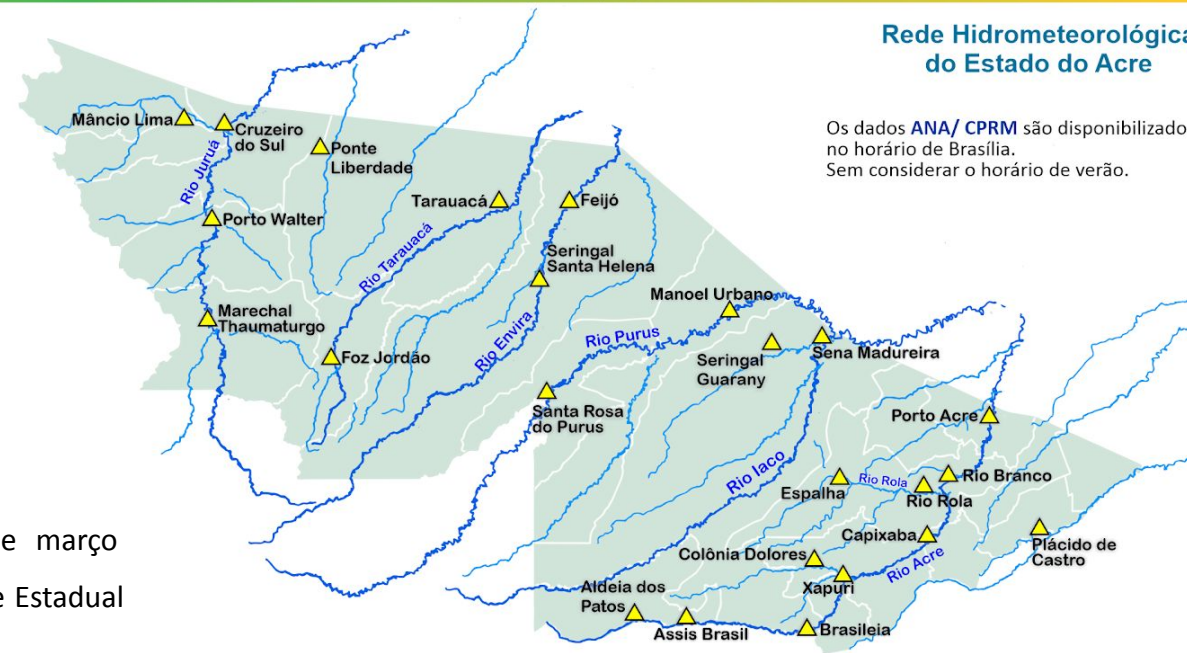 Rede Hidrometeorológica
do Estado do Acre
Os dados ANA/ CPRM são disponibilizado
no horário de Brasília.
Sem considerar o horário de verão.
Mâncio Lima
Cruzeiro
do Sul
Ponte
Liberdade
Rio Juruá
Porto Walter
Tarauacá
Feijó
Rio Tarauacá
Seringal
Santa Helena
Manoel Urbano
Marechal
Thaumaturgo
Foz Jordão
Rio Envira
Rio Purus
Seringal
Guarany
Sena Madureira
Santa Rosa
do Purus
Porto Acre
Rio Iaco
Espalha
Rio Rola
Rio Branco
Rio Rola
Capixaba
Plácido de
Castro
Colônia Dolores
Rio Acre
Xapuri
Aldeia dos
Patos
Assis Brasil
Brasileia
e março
e Estadual